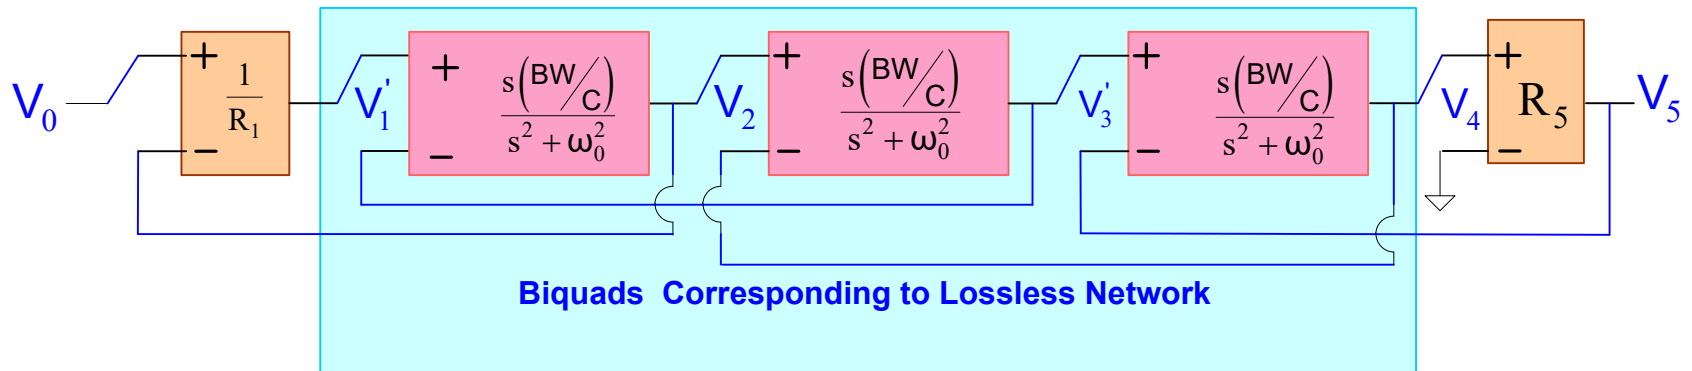 V₀
+
−
1
R₁
V₁'
+
−
s(BW/C)
s² + ω₀²
V₂
+
−
s(BW/C)
s² + ω₀²
V₃'
+
−
s(BW/C)
s² + ω₀²
V₄
+
−
R₅
V₅
Biquads Corresponding to Lossless Network